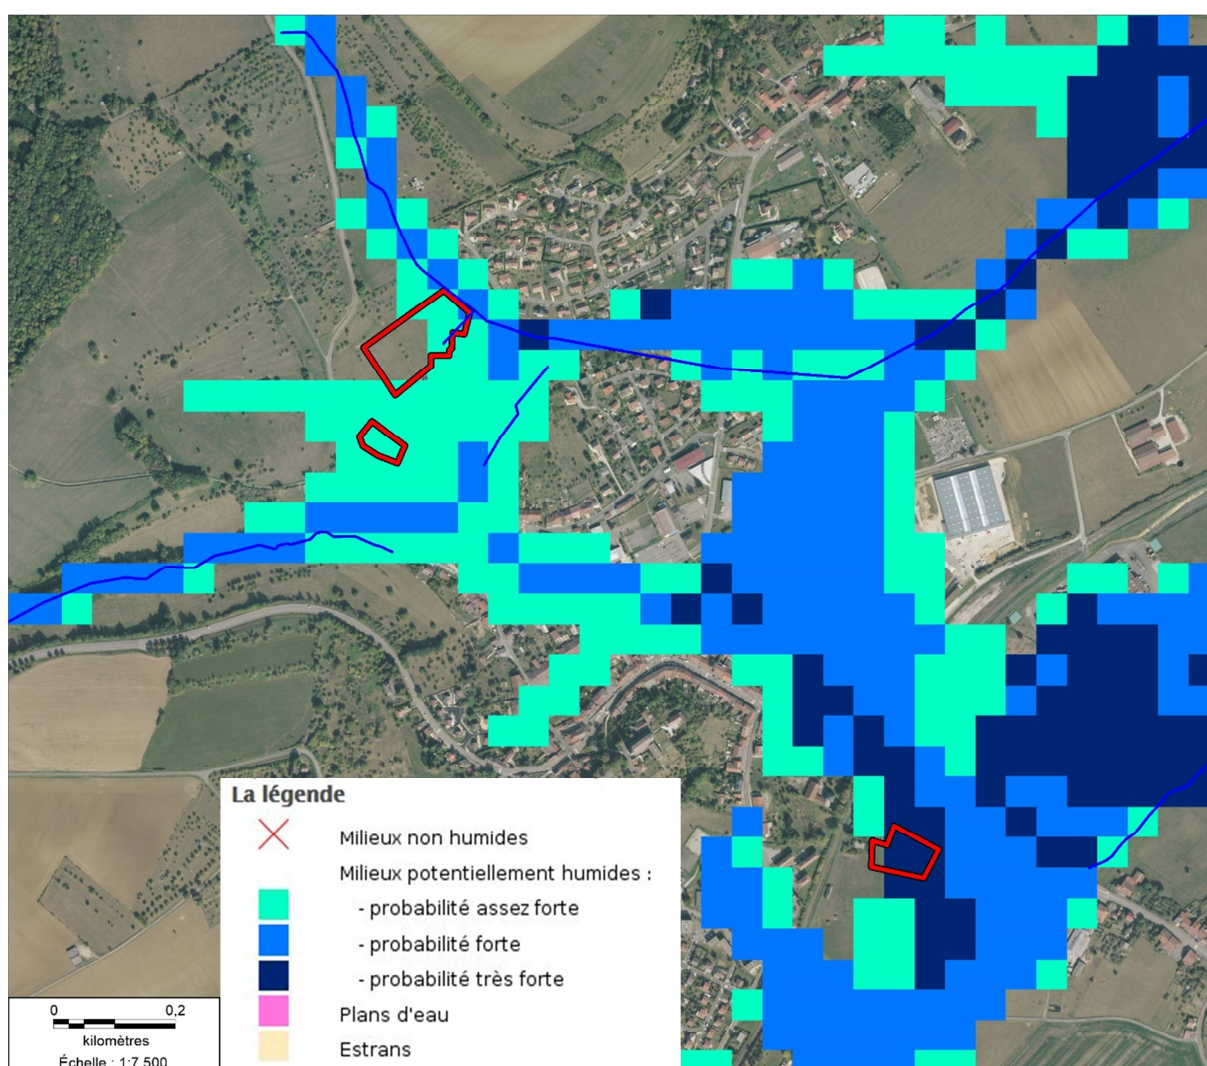 La légende
Milieux non humides
Milieux potentiellement humides :
- probabilité assez forte
- probabilité forte
- probabilité très forte
Plans d'eau
Estrans
0 0,2
kilomètres
Échelle : 1:7 500